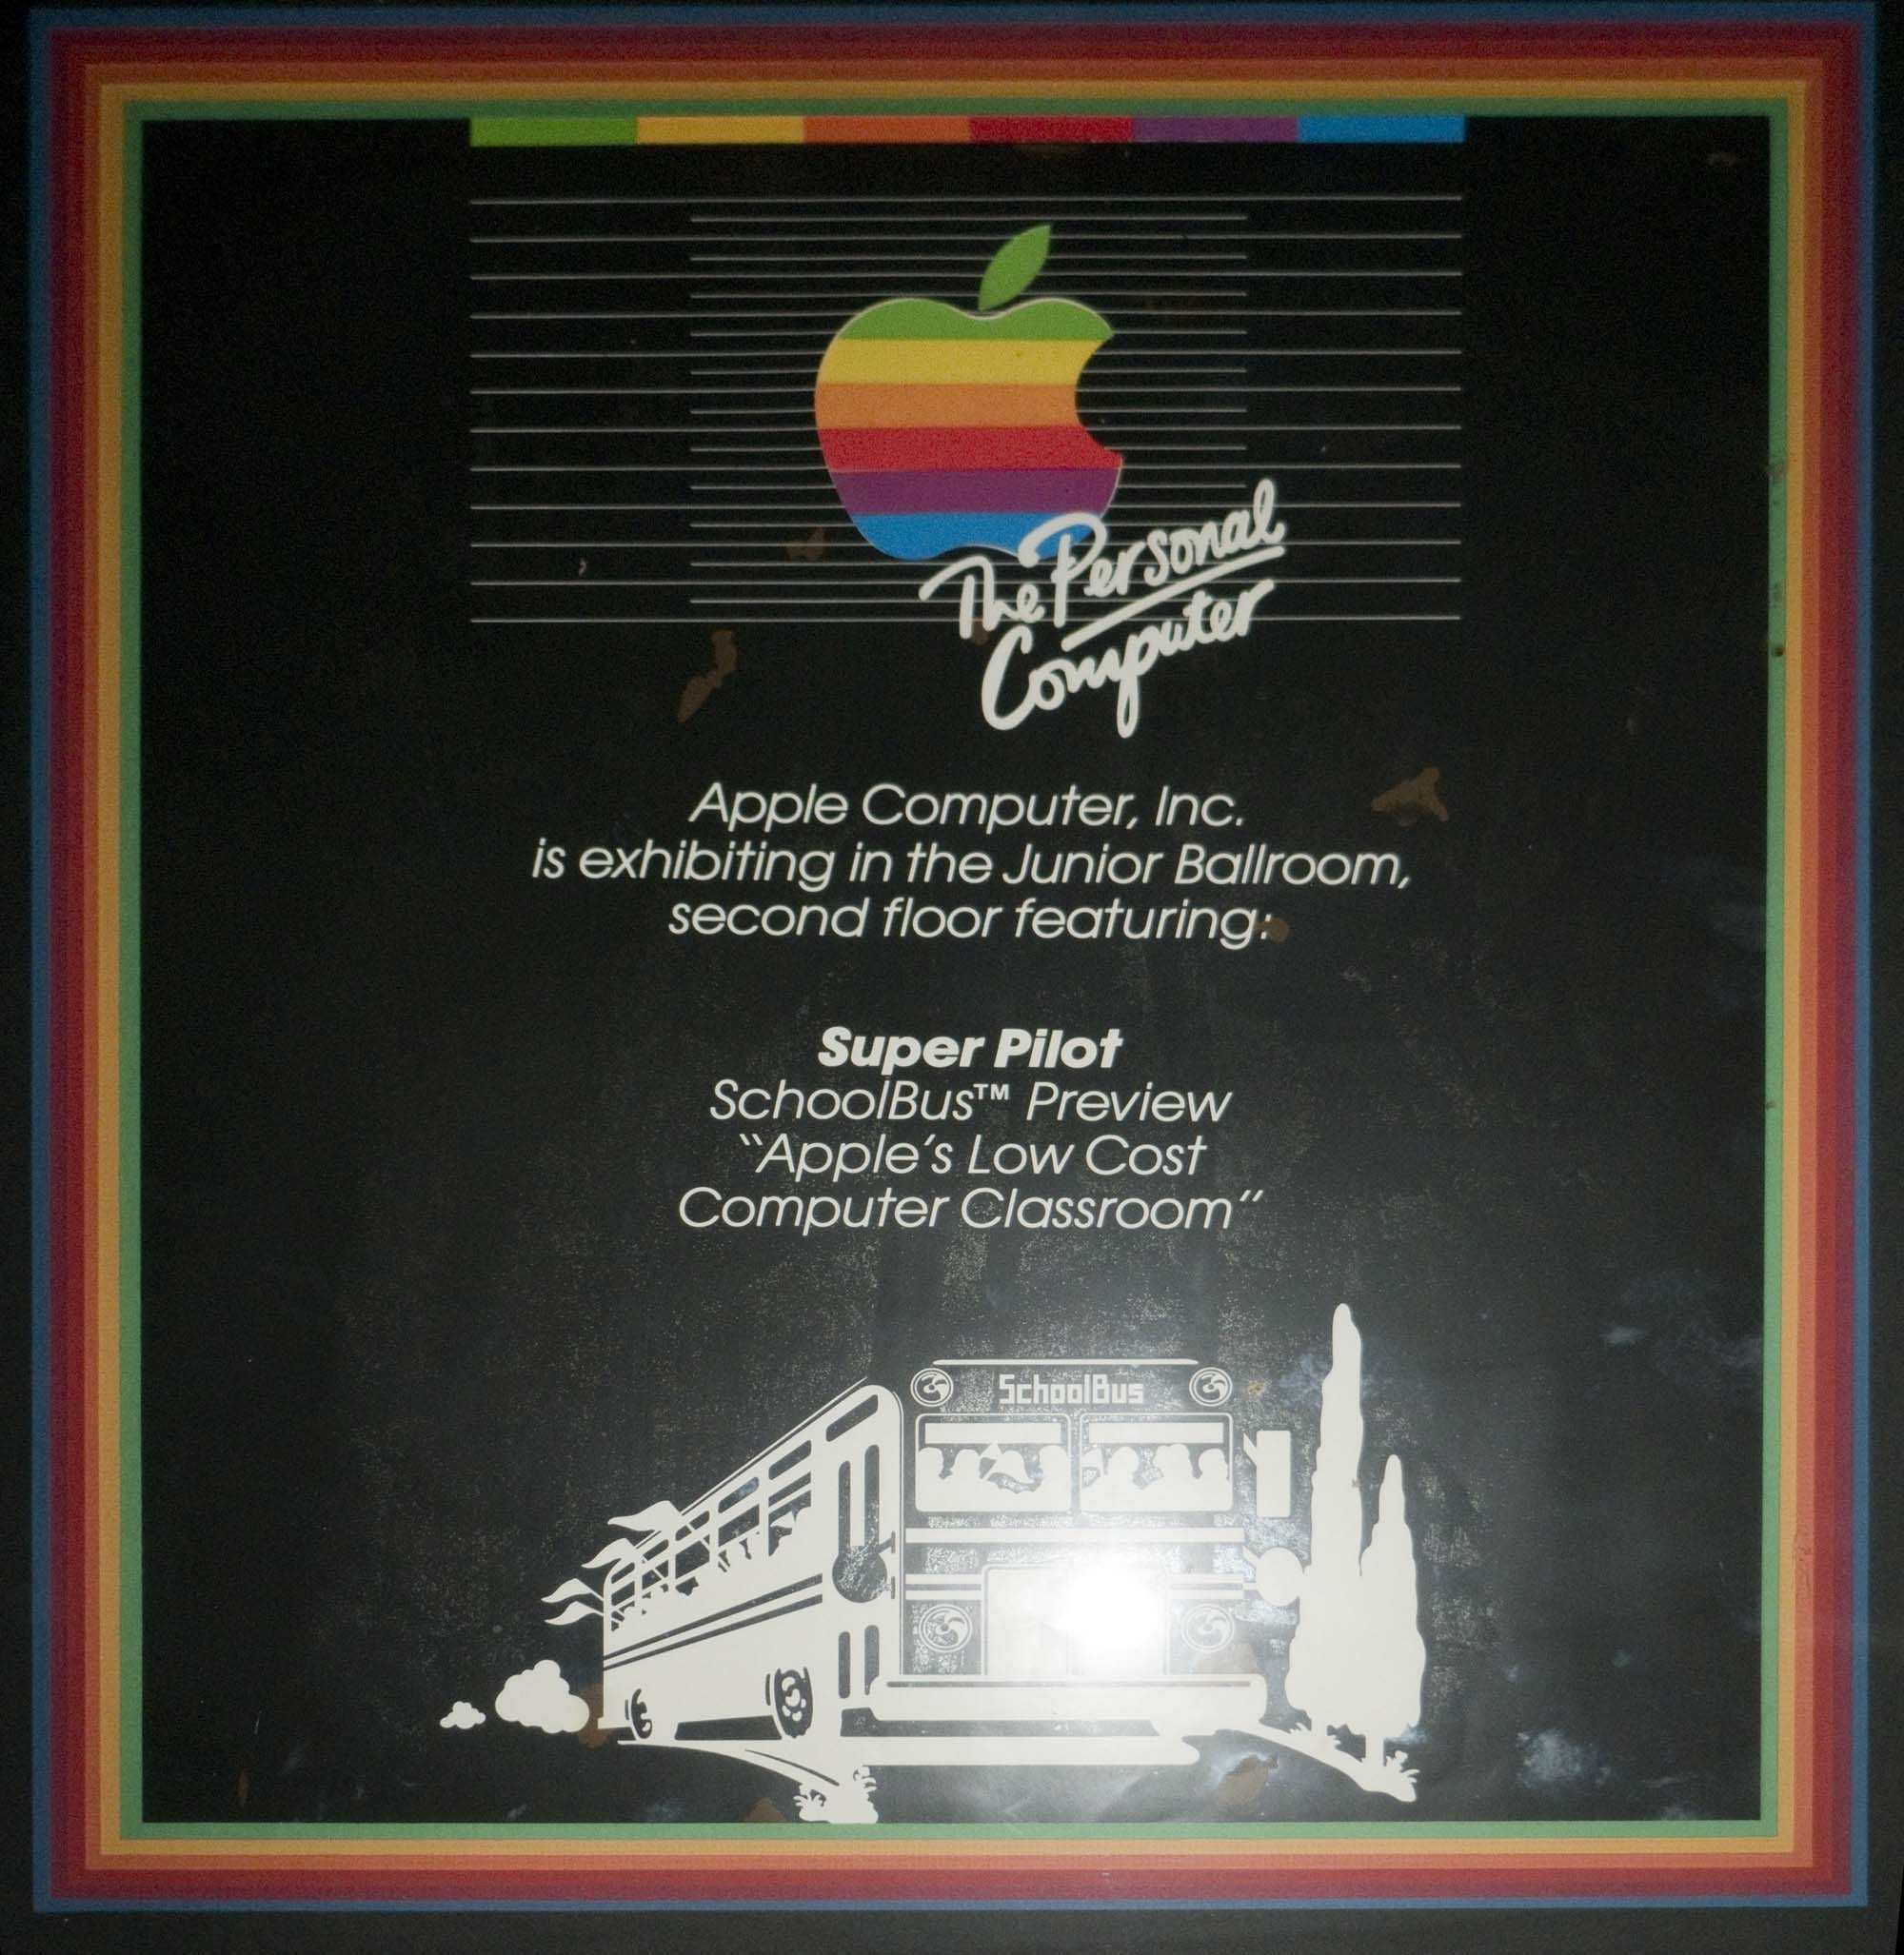 The Personal
Computer
Apple Computer, Inc.
is exhibiting in the Junior Ballroom,
second floor featuring:
Super Pilot
SchoolBus™ Preview
"Apple's Low Cost
Computer Classroom"
SchoolBus